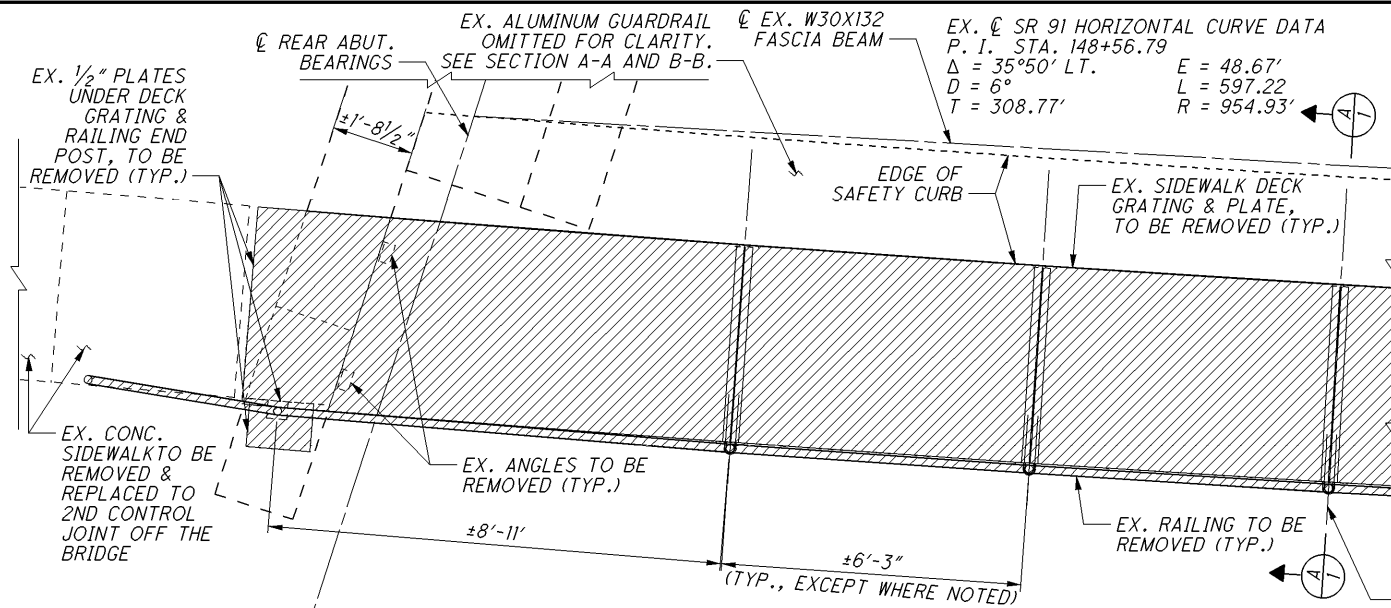 EX. ALUMINUM GUARDRAIL
OMITTED FOR CLARITY.
SEE SECTION A-A AND B-B.
℄ REAR ABUT.
BEARINGS
℄ EX. W30X132
FASCIA BEAM
EX. ℄ SR 91 HORIZONTAL CURVE DATA
P. I. STA. 148+56.79
Δ = 35°50' LT.
D = 6°
T = 308.77'
E = 48.67'
L = 597.22
R = 954.93'
A
1
EX. 1/2" PLATES
UNDER DECK
GRATING &
RAILING END
POST, TO BE
REMOVED (TYP.)
±1'-8 1/2"
EDGE OF
SAFETY CURB
EX. SIDEWALK DECK
GRATING & PLATE,
TO BE REMOVED (TYP.)
EX. CONC.
SIDEWALK TO BE
REMOVED &
REPLACED TO
2ND CONTROL
JOINT OFF THE
BRIDGE
EX. ANGLES TO BE
REMOVED (TYP.)
±8'-11'
±6'-3"
(TYP., EXCEPT WHERE NOTED)
EX. RAILING TO BE
REMOVED (TYP.)
A
1